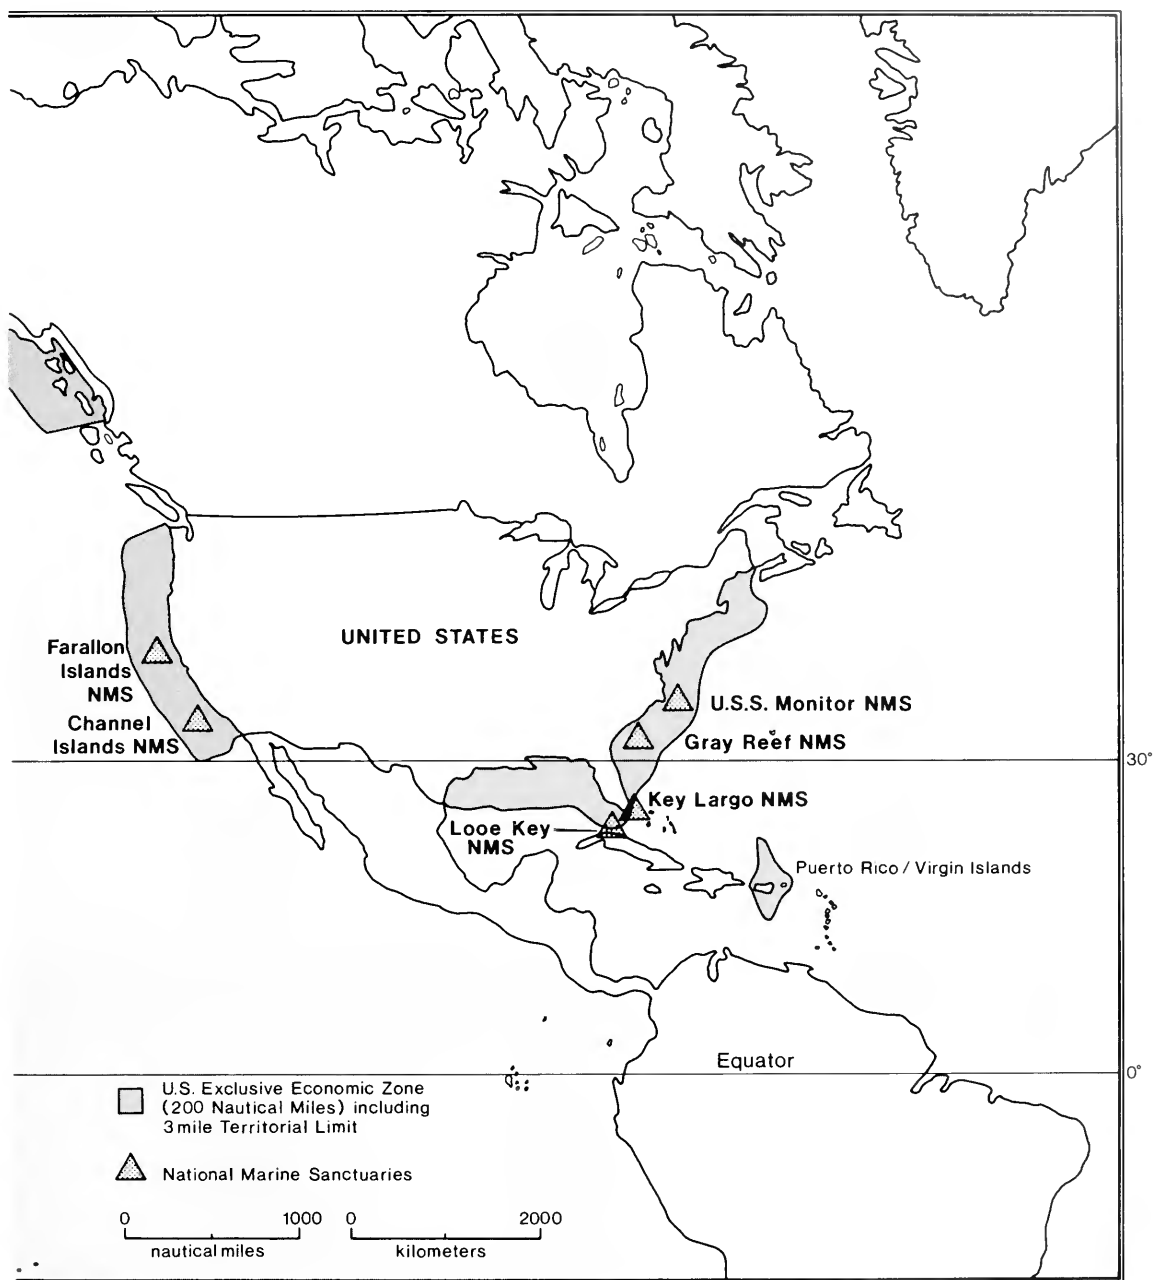 UNITED STATES
Farallon
Islands
NMS
Channel
Islands NMS
U.S.S. Monitor NMS
Gray Reef NMS
30°
Key Largo NMS
Looe Key
NMS
Puerto Rico / Virgin Islands
Equator
0°
U.S. Exclusive Economic Zone
(200 Nautical Miles) including
3 mile Territorial Limit
National Marine Sanctuaries
0 1000 0 2000
nautical miles kilometers